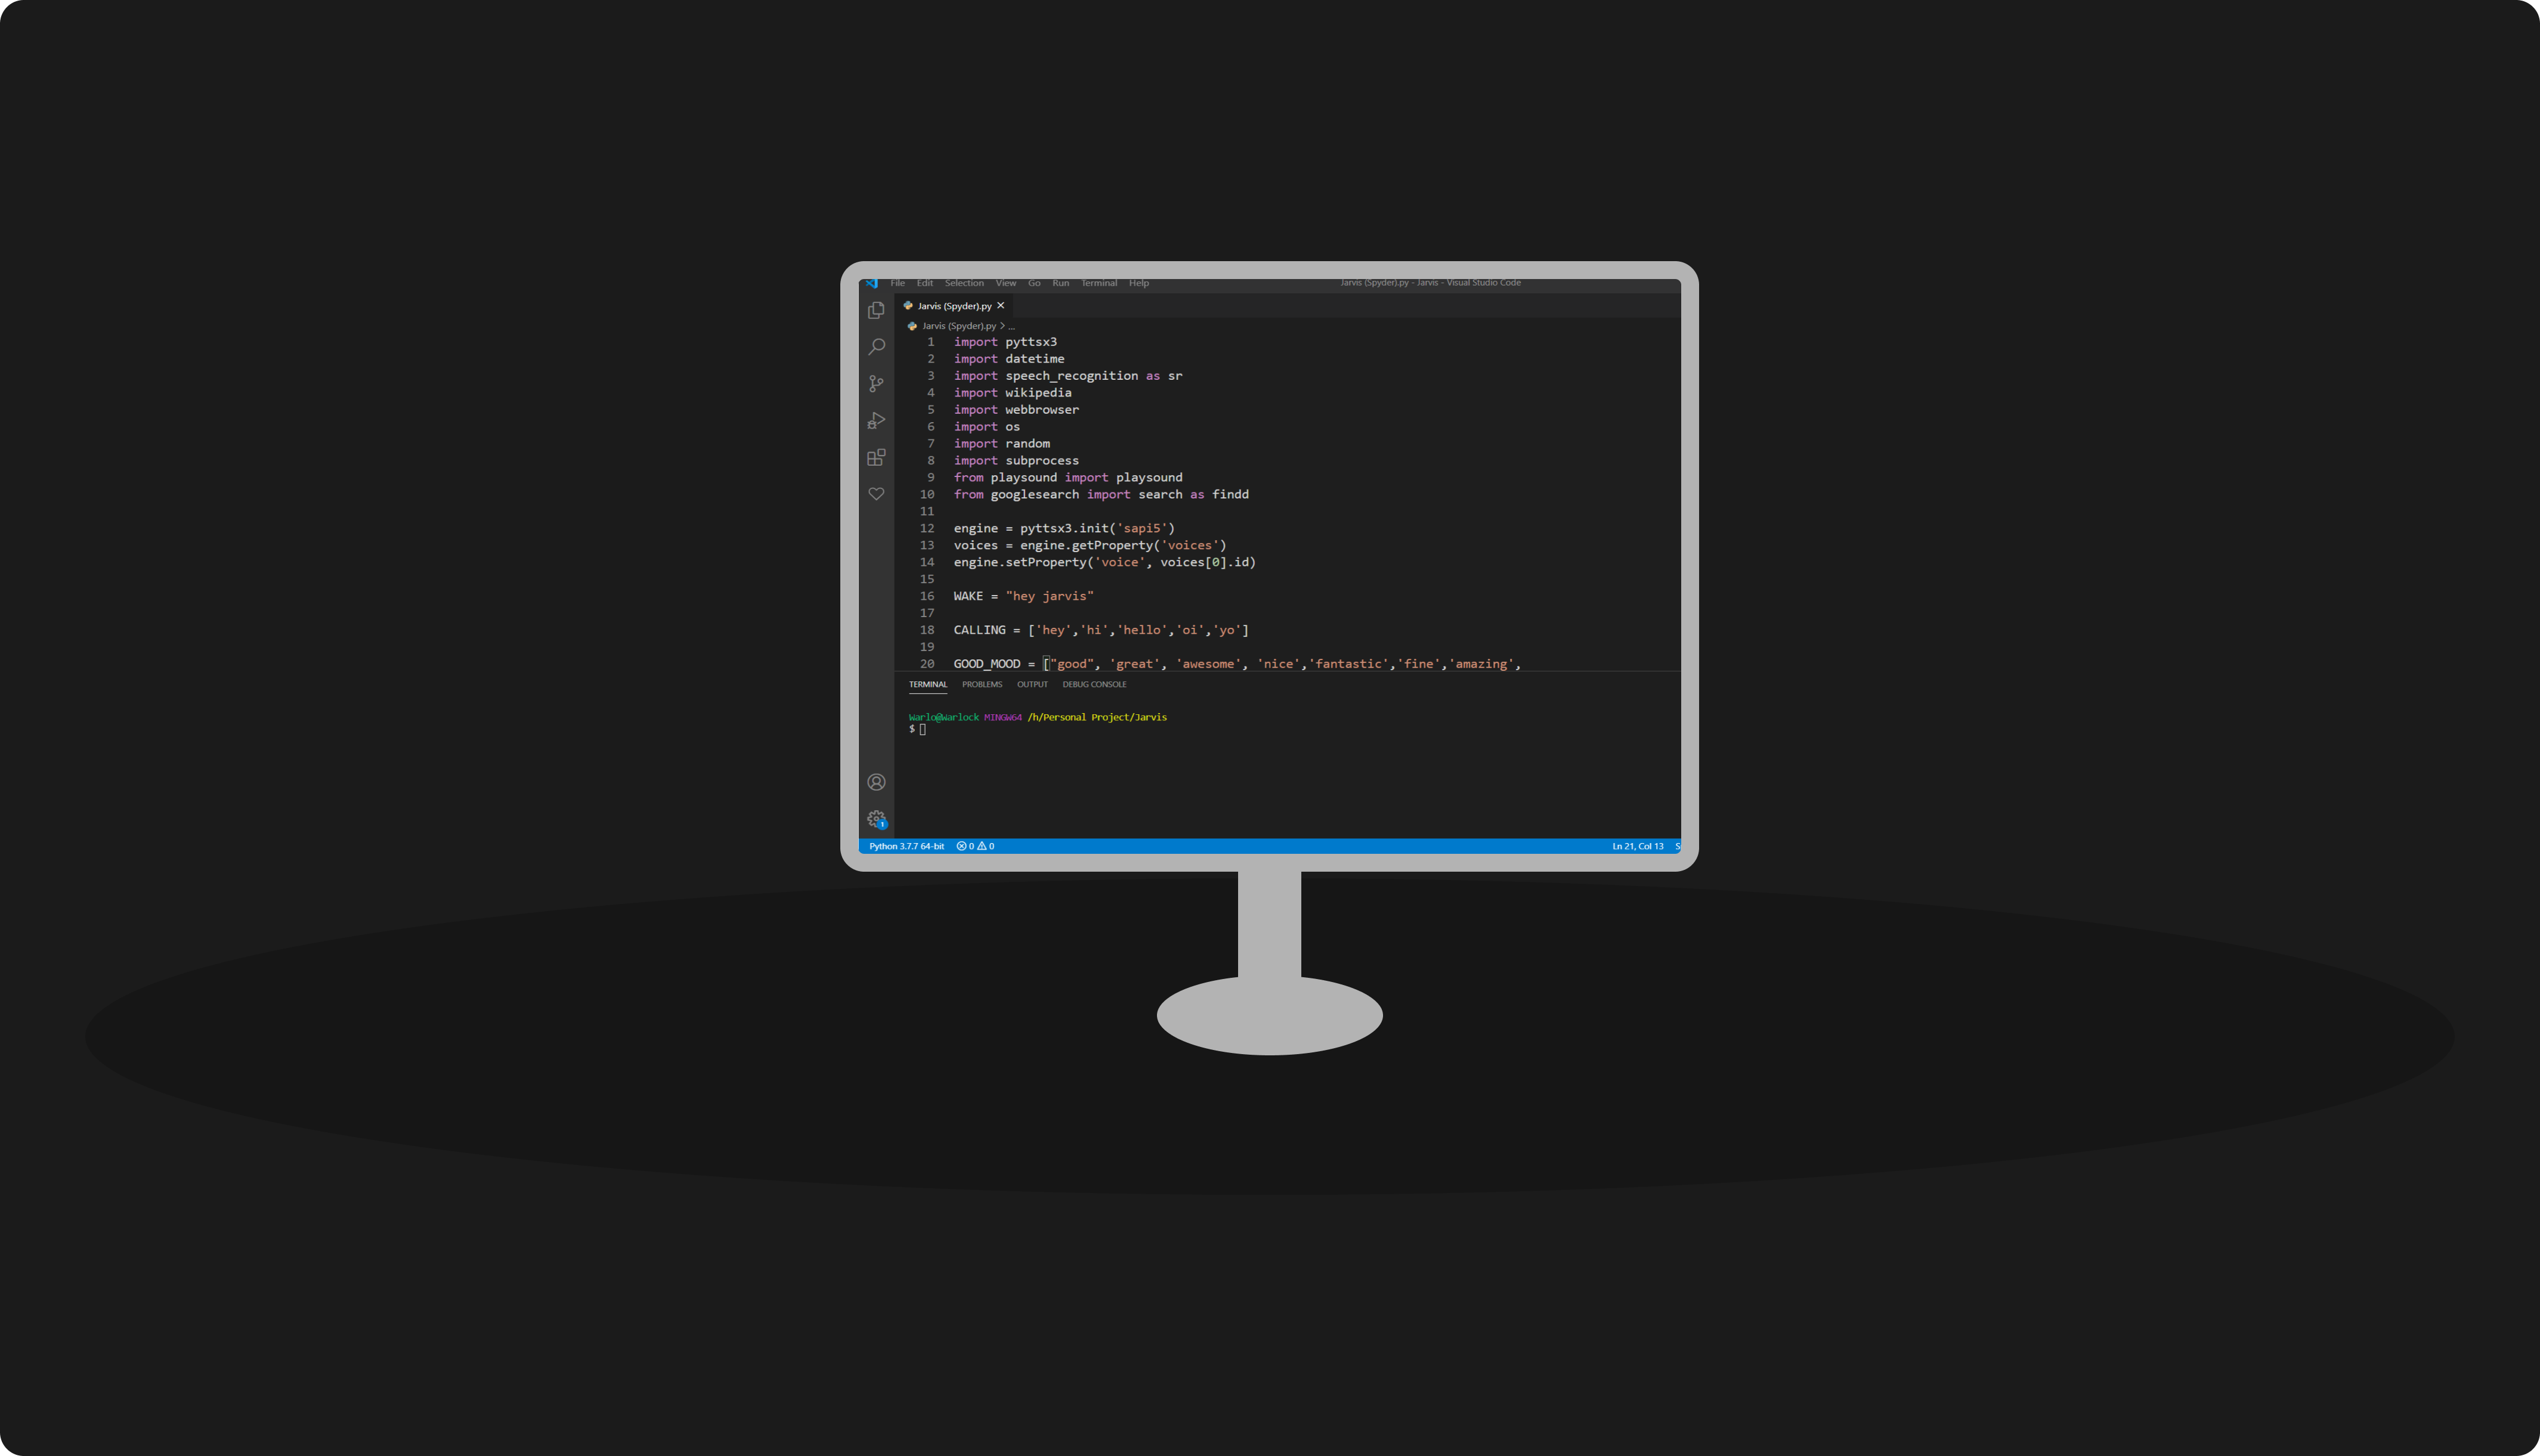 File Edit Selection View Go Run Terminal Help Jarvis (Spyder).py - Jarvis - Visual Studio Code
Jarvis (Spyder).py
Jarvis (Spyder).py > ...
1 import pyttsx3
2 import datetime
3 import speech_recognition as sr
4 import wikipedia
5 import webbrowser
6 import os
7 import random
8 import subprocess
9 from playsound import playsound
10 from googlesearch import search as findd
11
12 engine = pyttsx3.init('sapi5')
13 voices = engine.getProperty('voices')
14 engine.setProperty('voice', voices[0].id)
15
16 WAKE = "hey jarvis"
17
18 CALLING = ['hey','hi','hello','oi','yo']
19
20 GOOD_MOOD = ["good", 'great', 'awesome', 'nice','fantastic','fine','amazing',
TERMINAL PROBLEMS OUTPUT DEBUG CONSOLE
Warlo@Warlock MINGW64 /h/Personal Project/Jarvis
$
1
Python 3.7.7 64-bit 0 0 Ln 21, Col 13 S